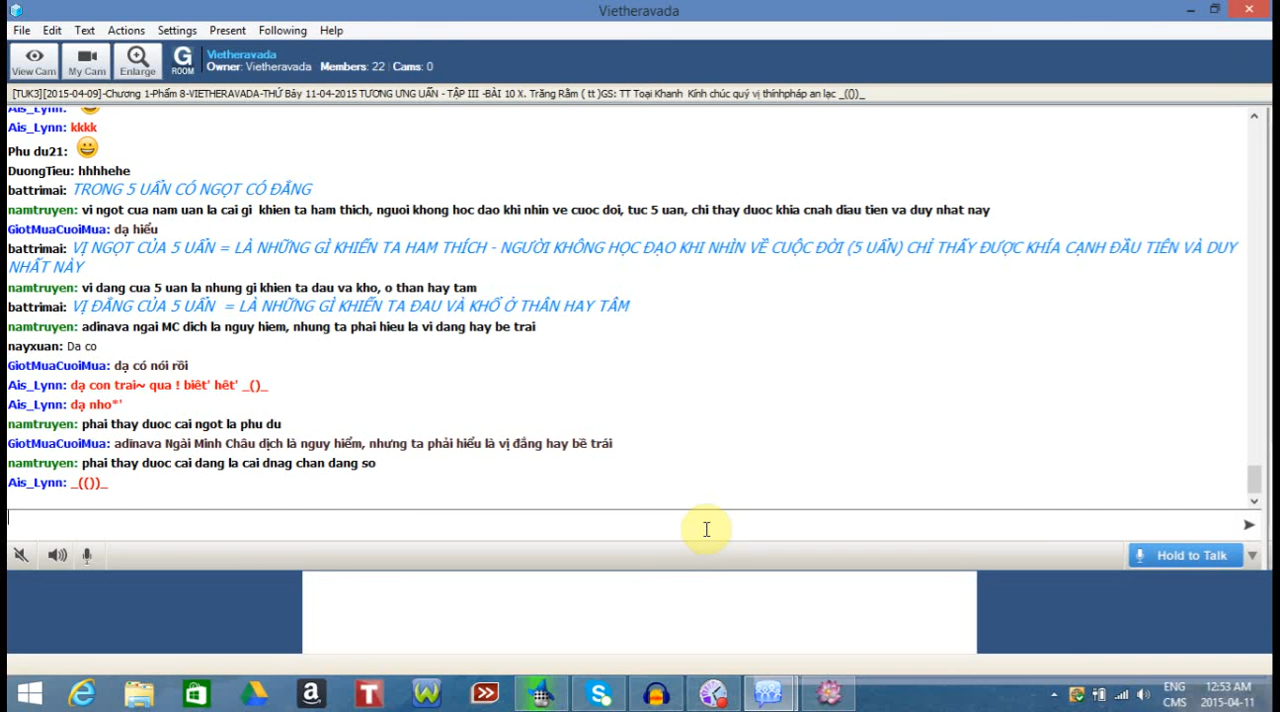 Vietheravada
File Edit Text Actions Settings Present Following Help
View Cam My Cam Enlarge G ROOM Vietheravada
Owner: Vietheravada Members: 22 Cams: 0
[TUK3][2015-04-09]-Chương 1-Phẩm 8-VIETHERAVADA-THỨ Bảy 11-04-2015 TƯƠNG ƯNG UẨN - TẬP III -BÀI 10 X. Trăng Rằm ( tt )GS: TT Toại Khanh Kính chúc quý vị thínhpháp an lạc _(())_
Ais_Lynn:
Ais_Lynn: kkkk
Phu du21:
DuongTieu: hhhhehe
battrimai: TRONG 5 UẨN CÓ NGỌT CÓ ĐẮNG
namtruyen: vi ngot cua nam uan la cai gi khien ta ham thich, nguoi khong hoc dao khi nhin ve cuoc doi, tuc 5 uan, chi thay duoc khia cnah diau tien va duy nhat nay
GiotMuaCuoiMua: dạ hiểu
battrimai: VỊ NGỌT CỦA 5 UẨN = LÀ NHỮNG GÌ KHIẾN TA HAM THÍCH - NGƯỜI KHÔNG HỌC ĐẠO KHI NHÌN VỀ CUỘC ĐỜI (5 UẨN) CHỈ THẤY ĐƯỢC KHÍA CẠNH ĐẦU TIÊN VÀ DUY
NHẤT NÀY
namtruyen: vi dang cua 5 uan la nhung gi khien ta dau va kho, o than hay tam
battrimai: VỊ ĐẮNG CỦA 5 UẨN = LÀ NHỮNG GÌ KHIẾN TA ĐAU VÀ KHỔ Ở THÂN HAY TÂM
namtruyen: adinava ngai MC dich la nguy hiem, nhung ta phai hieu la vi dang hay be trai
nayxuan: Da co
GiotMuaCuoiMua: dạ có nói rồi
Ais_Lynn: dạ con trai~ qua ! biêt' hêt' _()_
Ais_Lynn: dạ nho*'
namtruyen: phai thay duoc cai ngot la phu du
GiotMuaCuoiMua: adinava Ngài Minh Châu dịch là nguy hiểm, nhưng ta phải hiểu là vị đắng hay bề trái
namtruyen: phai thay duoc cai dang la cai dnag chan dang so
Ais_Lynn: _(())_
Hold to Talk
ENG 12:53 AM
CMS 2015-04-11